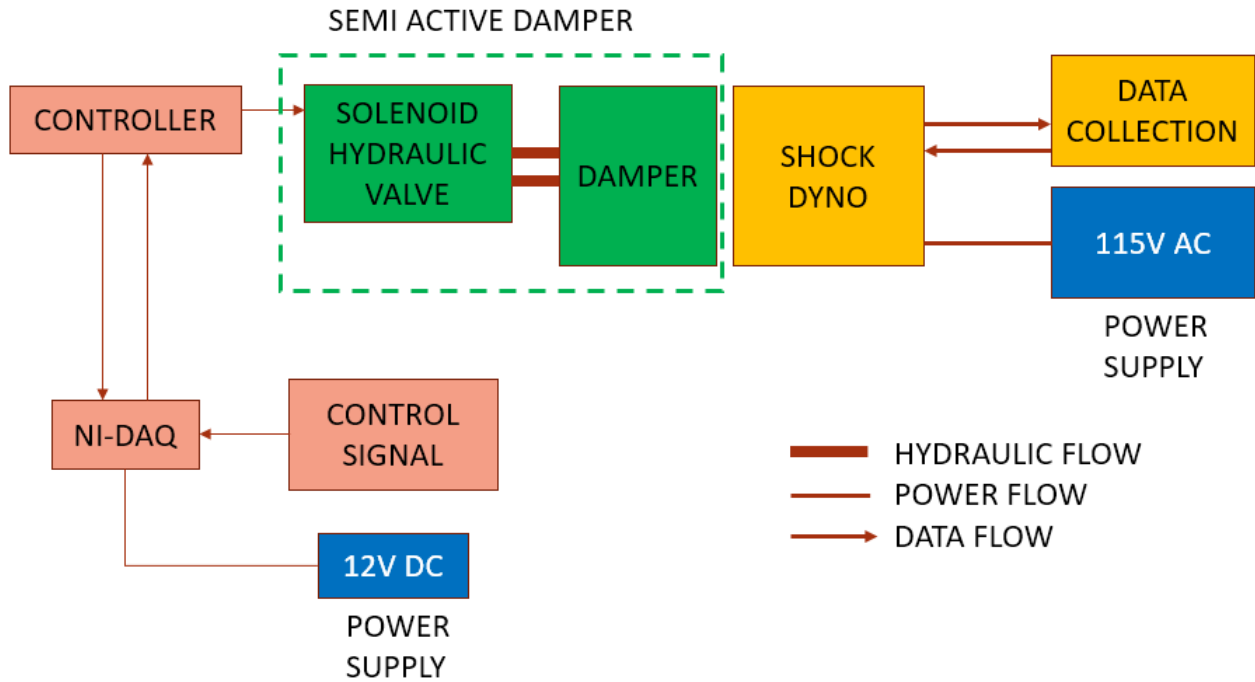 SEMI ACTIVE DAMPER
CONTROLLER
SOLENOID
HYDRAULIC
VALVE
DAMPER
SHOCK
DYNO
DATA
COLLECTION
115V AC
POWER
SUPPLY
NI-DAQ
CONTROL
SIGNAL
12V DC
POWER
SUPPLY
HYDRAULIC FLOW
POWER FLOW
DATA FLOW